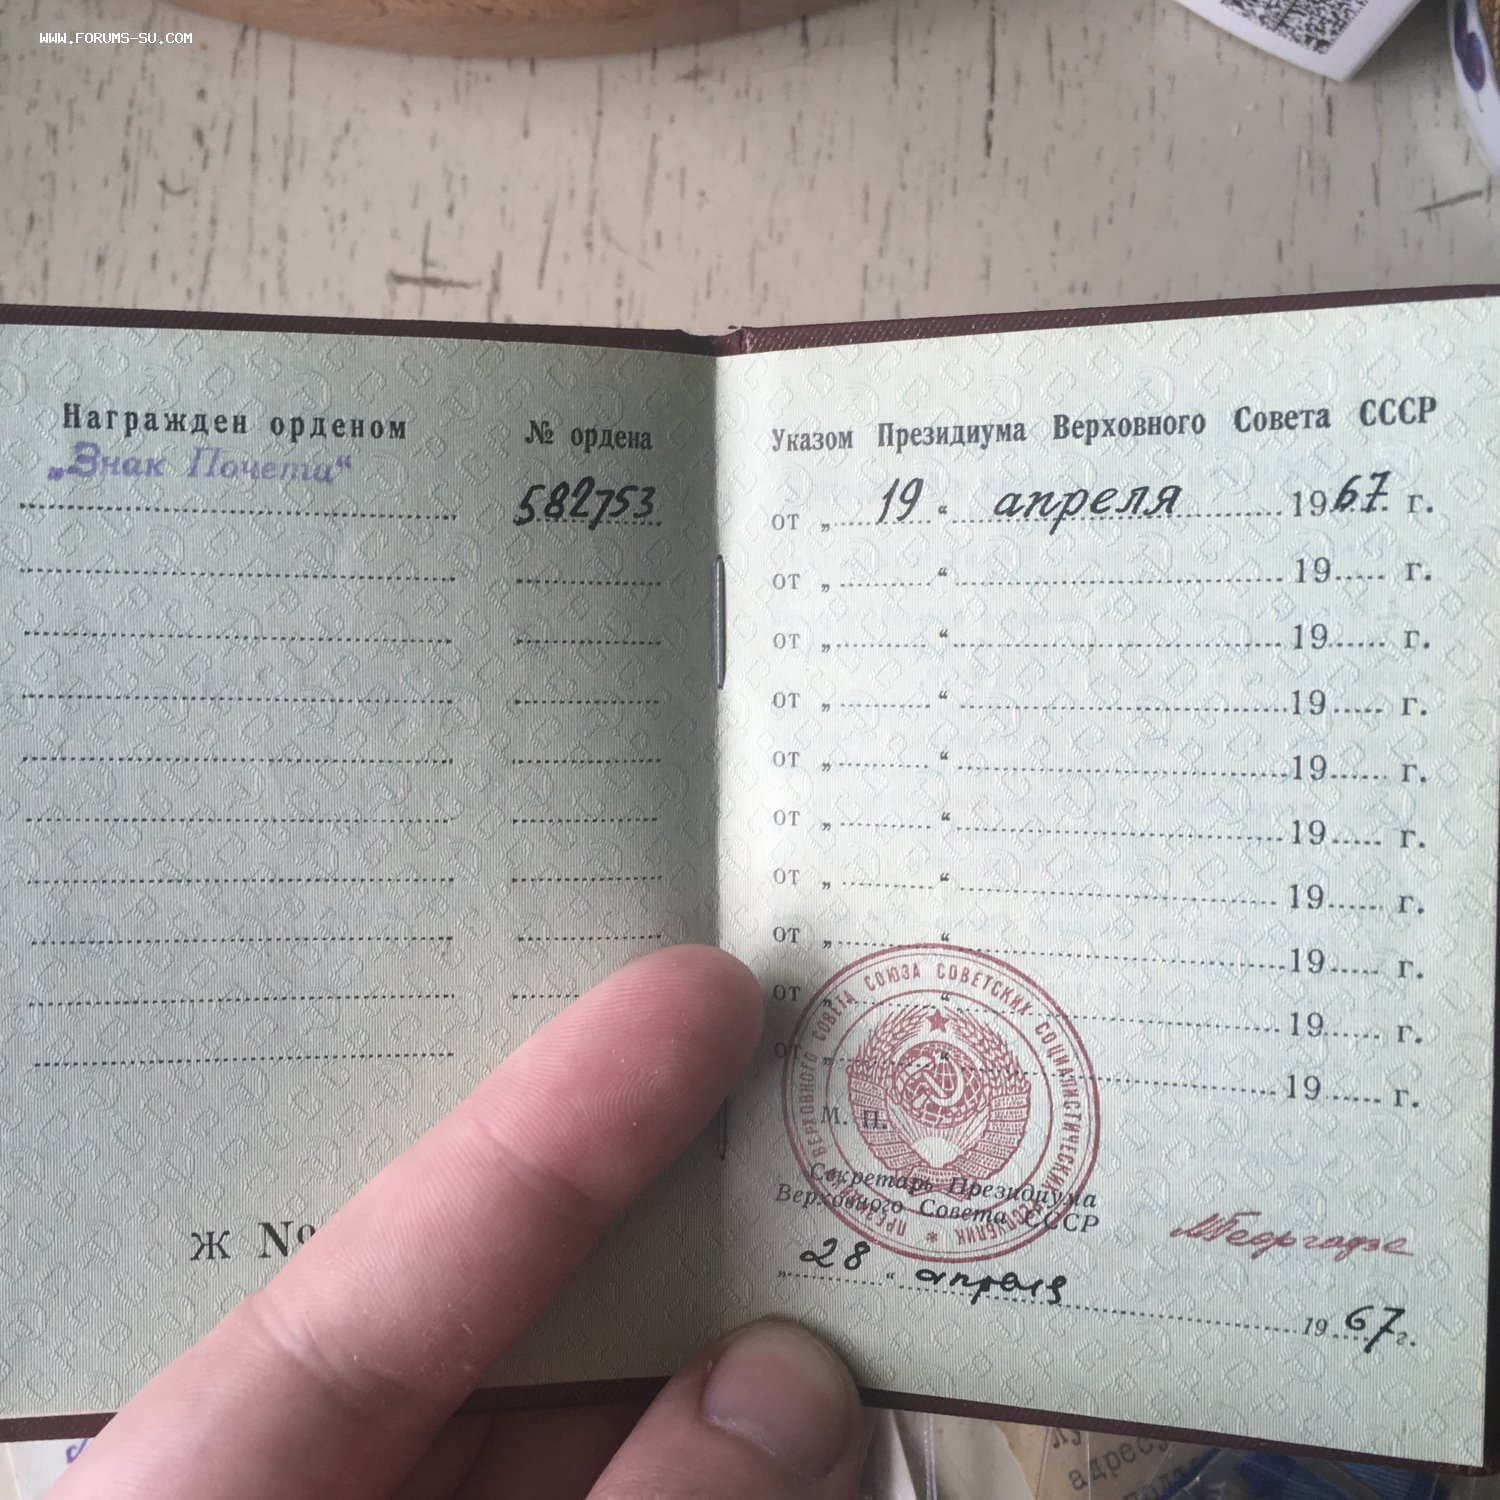 WWW.FORUMS-SU.COM
Награжден орденом
„Знак Почета“
№ ордена
582753
Ж №
Указом Президиума Верховного Совета СССР
от „ 19 “ апреля 1967 г.
от „ “ 19 г.
от „ “ 19 г.
от „ “ 19 г.
от „ “ 19 г.
от „ “ 19 г.
от „ “ 19 г.
от „ “ 19 г.
от „ “ 19 г.
от „ “ 19 г.
ПРЕЗИДИУМ ВЕРХОВНОГО СОВЕТА СОЮЗА СОВЕТСКИХ СОЦИАЛИСТИЧЕСКИХ РЕСПУБЛИК *
М. П.
Секретарь Президиума
Верховного Совета СССР
МГеоргадзе
„ 28 “ апреля 1967 г.
адресу